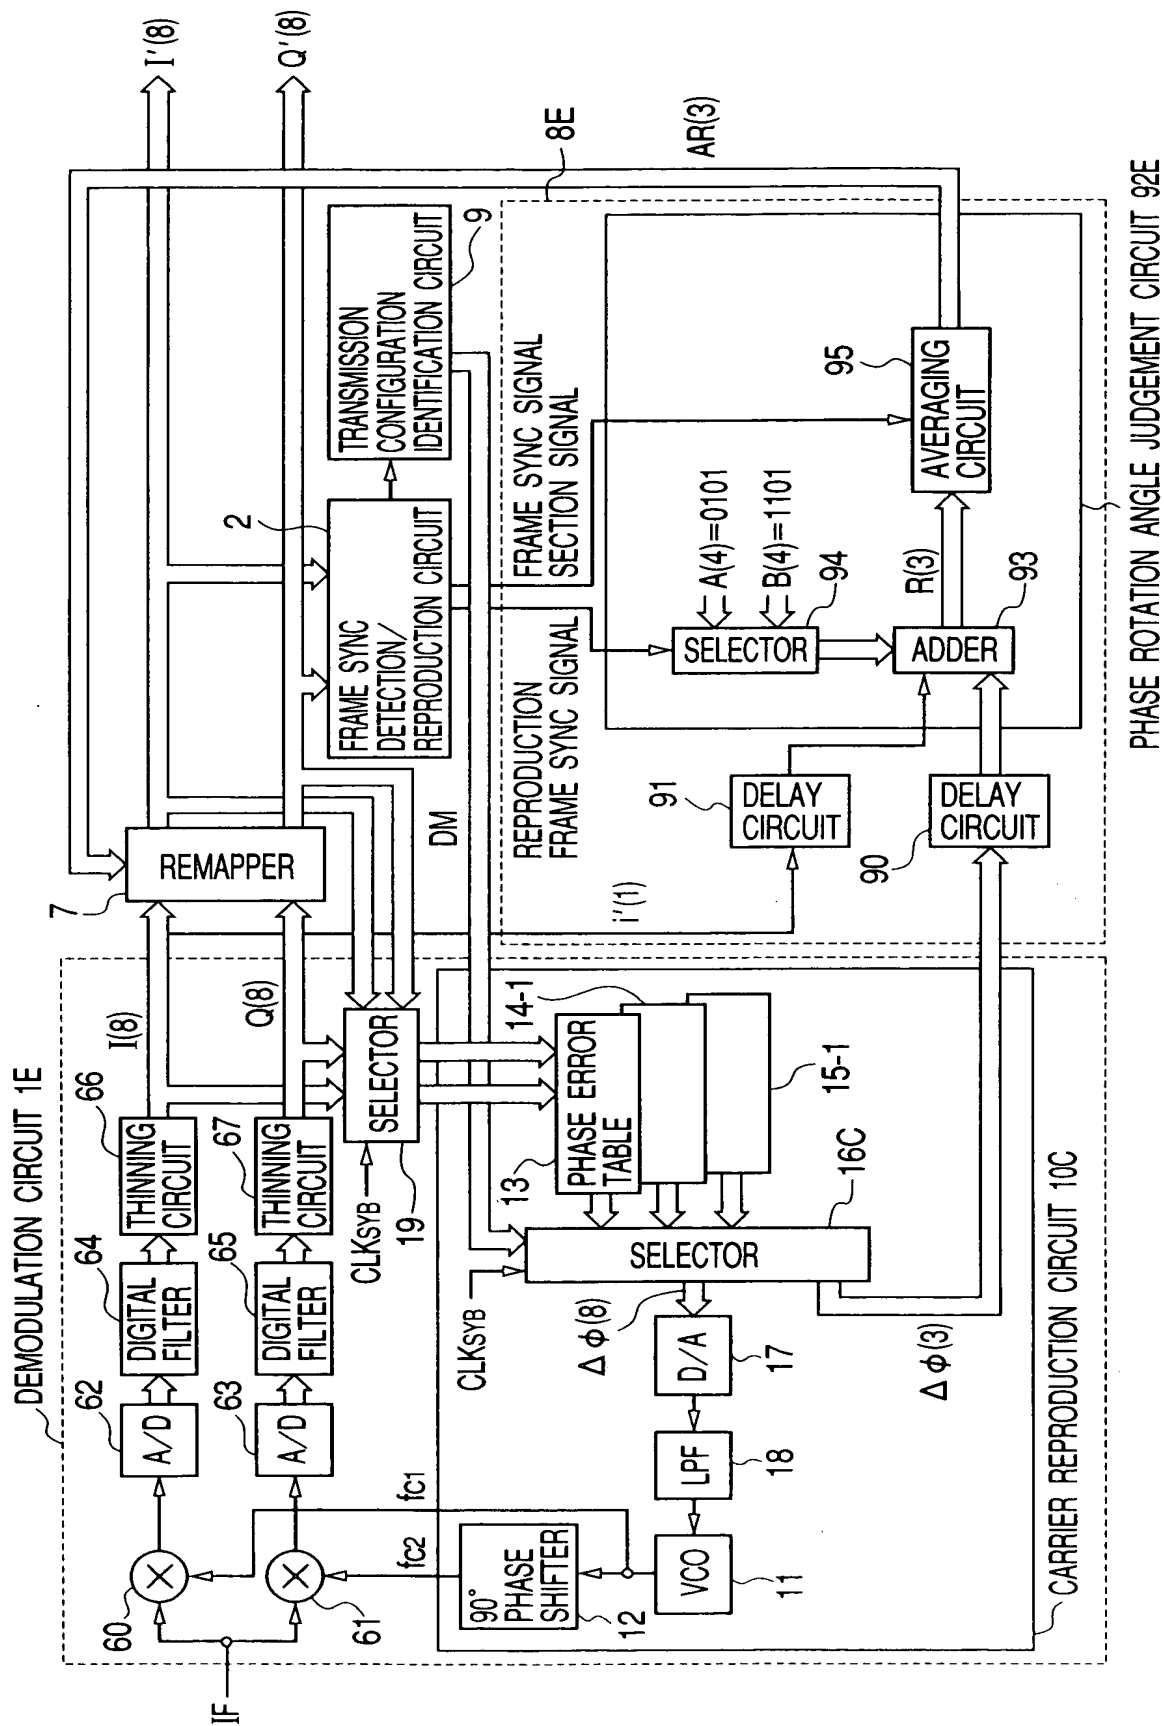 DEMODULATION CIRCUIT 1E
IF
60
61
62
A/D
63
A/D
64
DIGITAL
FILTER
65
DIGITAL
FILTER
66
THINNING
CIRCUIT
67
THINNING
CIRCUIT
I(8)
Q(8)
7
REMAPPER
I'(8)
Q'(8)
fC1
fC2
CLKSYB
19
SELECTOR
2
FRAME SYNC
DETECTION/
REPRODUCTION CIRCUIT
TRANSMISSION
CONFIGURATION
IDENTIFICATION CIRCUIT
9
DM
90°
PHASE
SHIFTER
12
VCO
11
LPF
18
D/A
17
CLKSYB
Δϕ(8)
SELECTOR
16C
13
PHASE ERROR
TABLE
14-1
15-1
Δϕ(3)
CARRIER REPRODUCTION CIRCUIT 10C
i'(1)
REPRODUCTION
FRAME SYNC SIGNAL
FRAME SYNC SIGNAL
SECTION SIGNAL
8E
AR(3)
91
DELAY
CIRCUIT
90
DELAY
CIRCUIT
SELECTOR
94
A(4)=0101
B(4)=1101
ADDER
93
R(3)
AVERAGING
CIRCUIT
95
PHASE ROTATION ANGLE JUDGEMENT CIRCUIT 92E